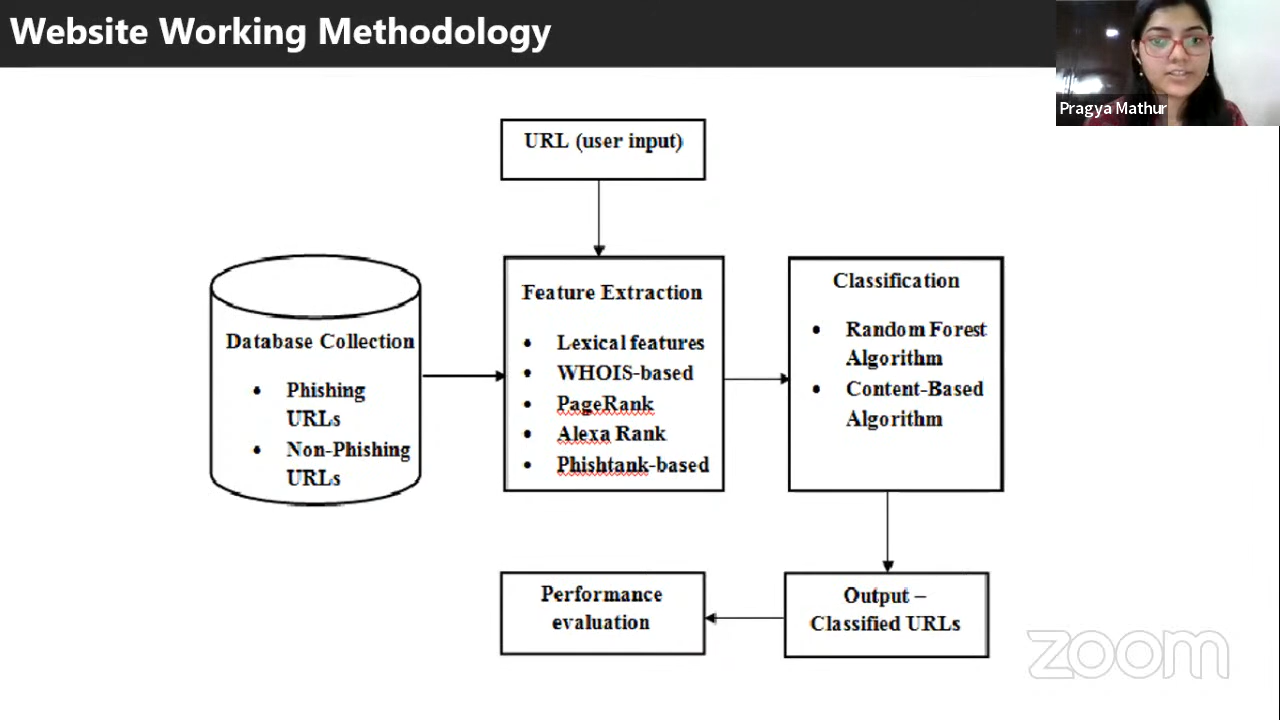 Website Working Methodology
Pragya Mathur
URL (user input)
Database Collection
• Phishing
URLs
• Non-Phishing
URLs
Feature Extraction
• Lexical features
• WHOIS-based
• PageRank
• Alexa Rank
• Phishtank-based
Classification
• Random Forest
Algorithm
• Content-Based
Algorithm
Performance
evaluation
Output –
Classified URLs
zoom